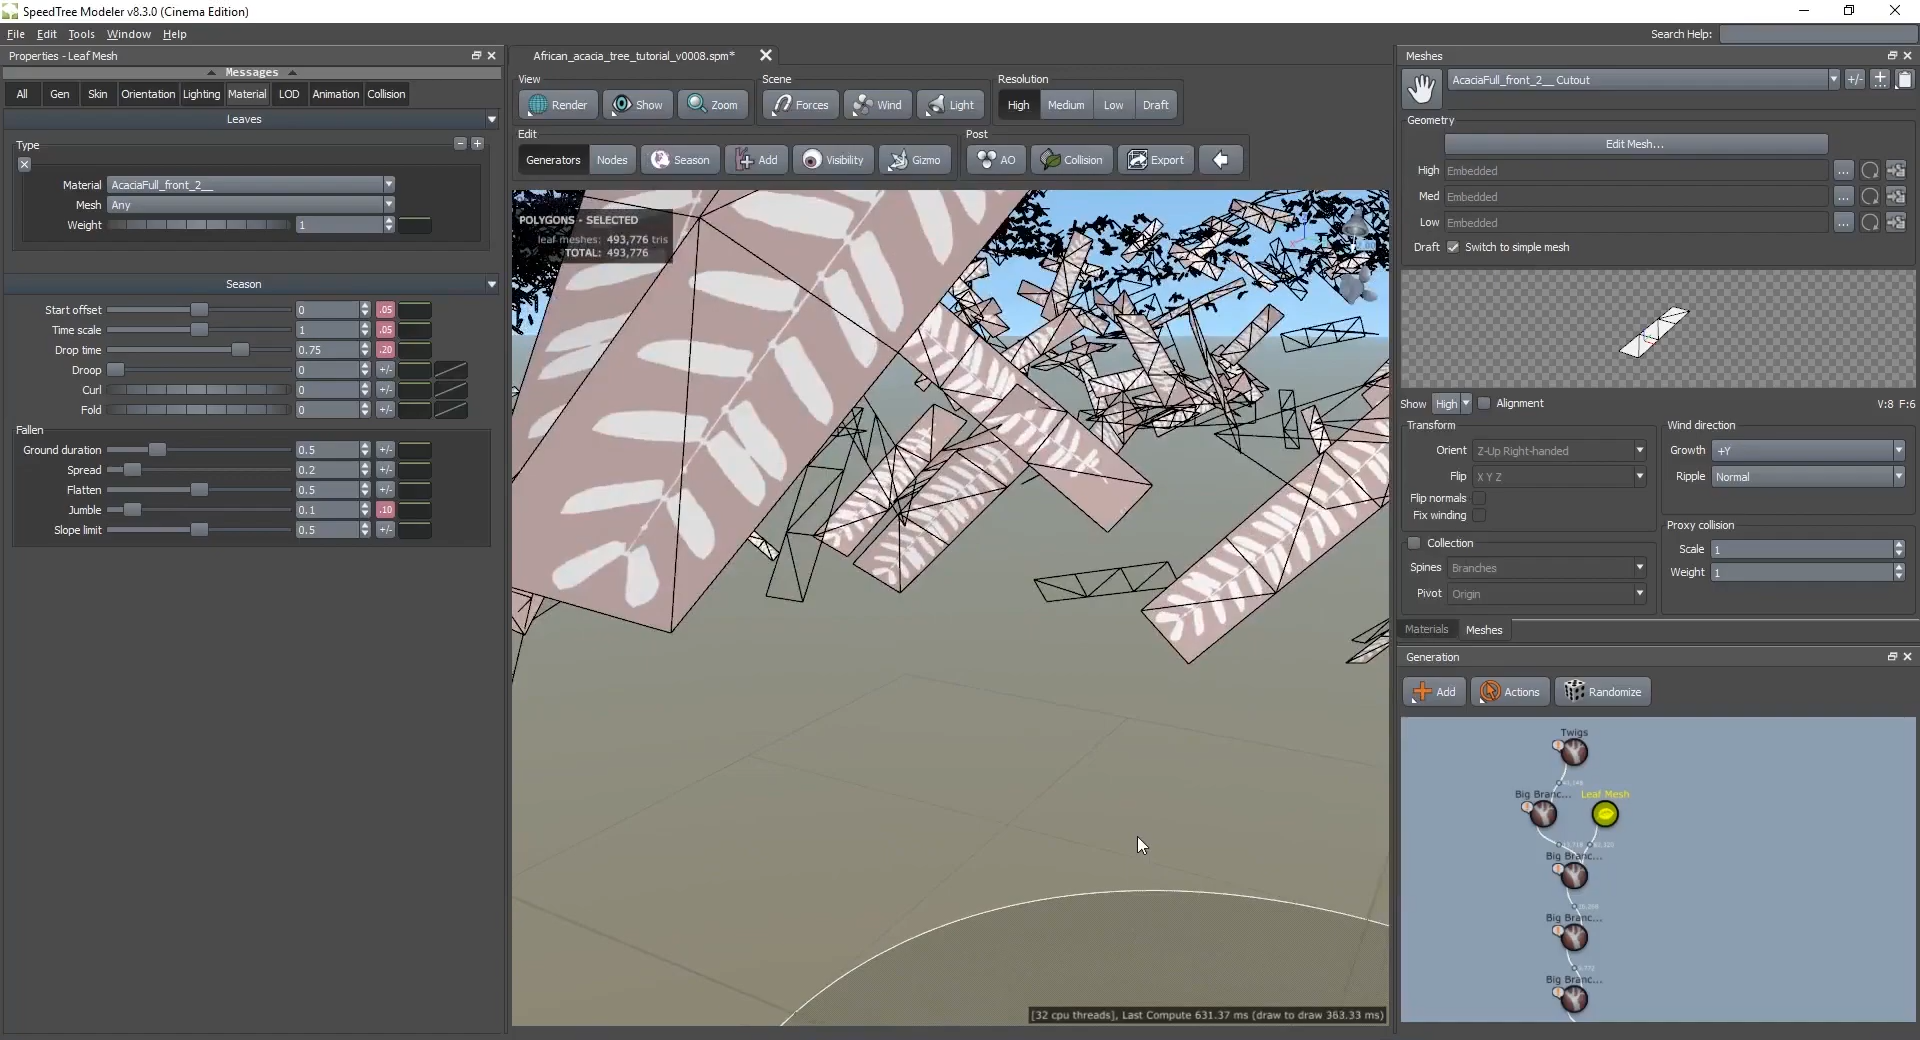 SpeedTree Modeler v8.3.0 (Cinema Edition)
File Edit Tools Window Help
Search Help:
Properties - Leaf Mesh
Messages
All Gen Skin Orientation Lighting Material LOD Animation Collision
Leaves
Type
Material AcaciaFull_front_2__
Mesh Any
Weight 1
Season
Start offset 0 .05
Time scale 1 .05
Drop time 0.75 .20
Droop 0 +/-
Curl 0 +/-
Fold 0 +/-
Fallen
Ground duration 0.5 +/-
Spread 0.2 +/-
Flatten 0.5 +/-
Jumble 0.1 .10
Slope limit 0.5 +/-
African_acacia_tree_tutorial_v0008.spm*
View Scene Resolution
Render Show Zoom Forces Wind Light High Medium Low Draft
Edit Post
Generators Nodes Season Add Visibility Gizmo AO Collision Export
POLYGONS - SELECTED
leaf meshes: 493,776 tris
TOTAL: 493,776
[32 cpu threads], Last Compute 631.37 ms (draw to draw 363.33 ms)
Meshes
AcaciaFull_front_2__Cutout +/-
Geometry
Edit Mesh...
High Embedded ...
Med Embedded ...
Low Embedded ...
Draft Switch to simple mesh
Show High Alignment V:8 F:6
Transform
Orient Z-Up Right-handed
Flip X Y Z
Flip normals
Fix winding
Collection
Spines Branches
Pivot Origin
Wind direction
Growth +Y
Ripple Normal
Proxy collision
Scale 1
Weight 1
Materials Meshes
Generation
Add Actions Randomize
Twigs
Big Branc... Leaf Mesh
Big Branc...
Big Branc...
Big Branc...